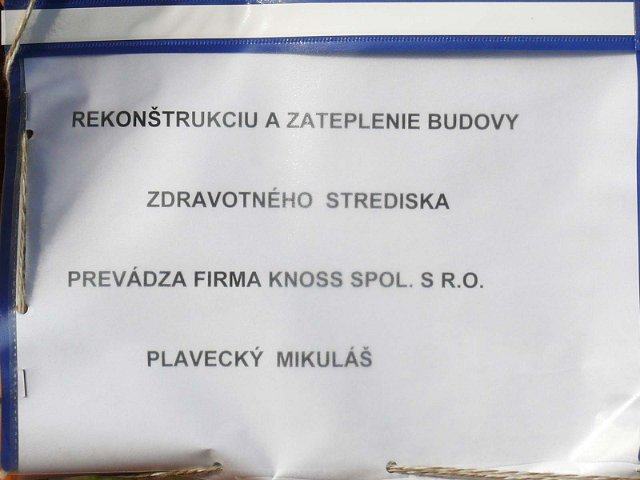 REKONŠTRUKCIU A ZATEPLENIE BUDOVY
ZDRAVOTNÉHO STREDISKA
PREVÁDZA FIRMA KNOSS SPOL. S R.O.
PLAVECKÝ MIKULÁŠ